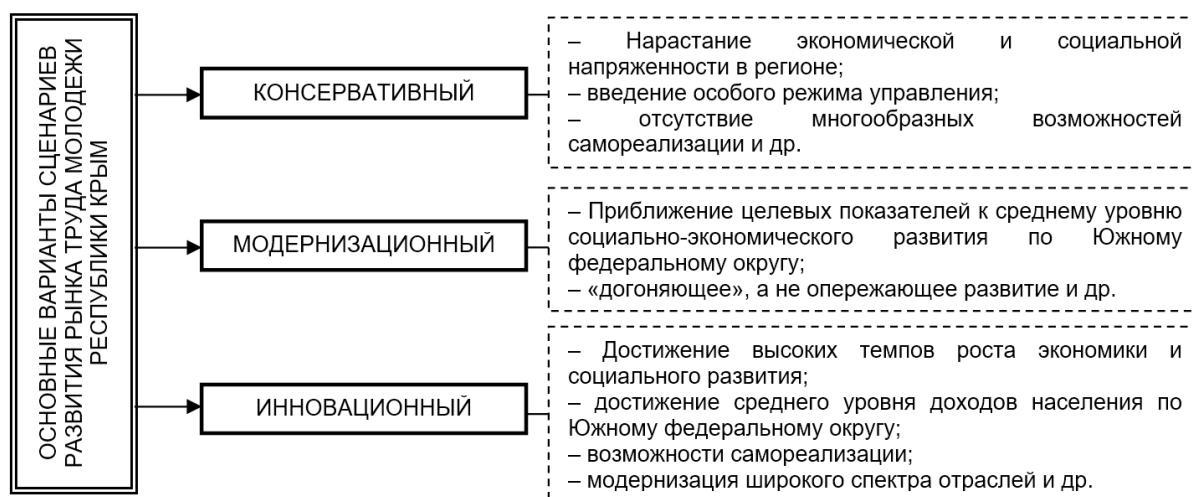 ОСНОВНЫЕ ВАРИАНТЫ СЦЕНАРИЕВ
РАЗВИТИЯ РЫНКА ТРУДА МОЛОДЕЖИ
РЕСПУБЛИКИ КРЫМ
КОНСЕРВАТИВНЫЙ
– Нарастание экономической и социальной
напряженности в регионе;
– введение особого режима управления;
– отсутствие многообразных возможностей
самореализации и др.
МОДЕРНИЗАЦИОННЫЙ
– Приближение целевых показателей к среднему уровню
социально-экономического развития по Южному
федеральному округу;
– «догоняющее», а не опережающее развитие и др.
ИННОВАЦИОННЫЙ
– Достижение высоких темпов роста экономики и
социального развития;
– достижение среднего уровня доходов населения по
Южному федеральному округу;
– возможности самореализации;
– модернизация широкого спектра отраслей и др.